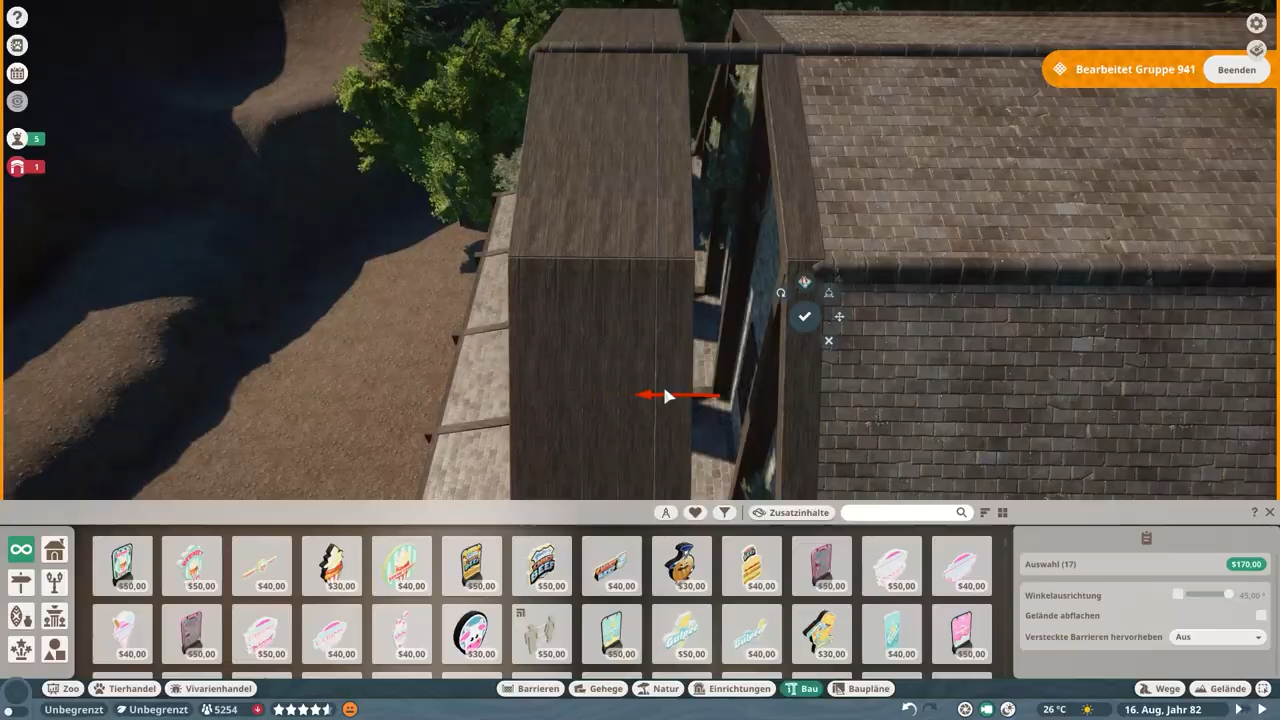 Bearbeitet Gruppe 941
Beenden
5
1
Zusatzinhalte
$50,00 $50,00 $40,00 $30,00 $40,00 $50,00 $50,00 $40,00 $30,00 $40,00 $50,00 $50,00 $40,00
$40,00 $50,00 $50,00 $40,00 $40,00 $30,00 $50,00 $50,00 $50,00 $40,00 $30,00 $40,00 $50,00
Auswahl (17)
$170,00
Winkelausrichtung
45,00 °
Gelände abflachen
Versteckte Barrieren hervorheben
Aus
Zoo
Tierhandel
Vivarienhandel
Barrieren
Gehege
Natur
Einrichtungen
Bau
Baupläne
Wege
Gelände
Unbegrenzt
Unbegrenzt
5254
26 °C
16. Aug, Jahr 82